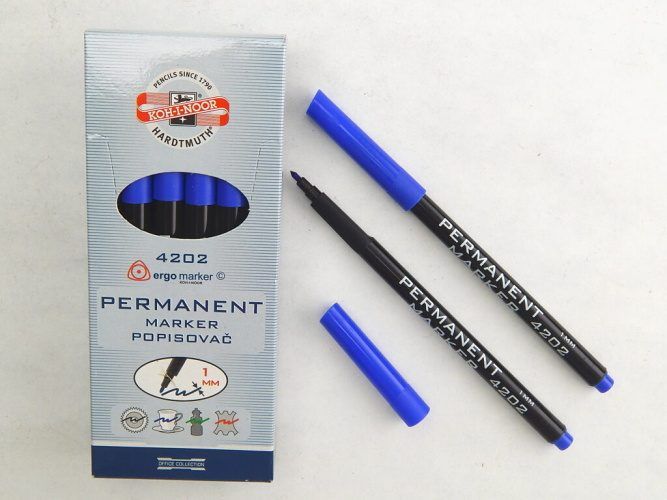 PENCILS SINCE 1790
KOH-I-NOOR
HARDTMUTH®
4202
ergo marker ©
KOH-I-NOOR
PERMANENT
MARKER
POPISOVAČ
1
MM
OFFICE COLLECTION
PERMANENT
MARKER 4202
1 MM
PERMANENT
MARKER 4202
1 MM